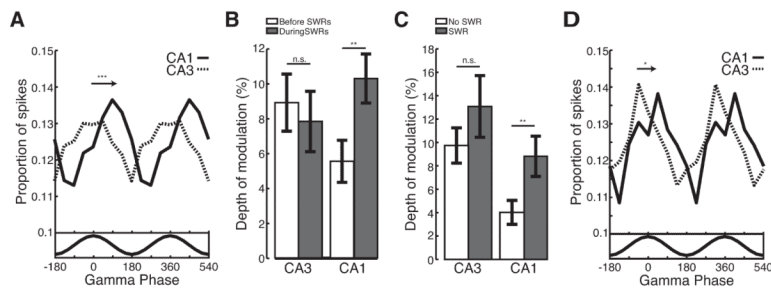 A
0.15
0.14
0.13
0.12
0.11
0.1
Proportion of spikes
CA1
CA3
***
-180 0 180 360 540
Gamma Phase
B
Before SWRs
DuringSWRs
12
10
8
6
4
2
0
Depth of modulation (%)
n.s.
**
CA3 CA1
C
No SWR
SWR
18
16
14
12
10
8
6
4
2
0
Depth of modulation (%)
n.s.
**
CA3 CA1
D
0.15
0.14
0.13
0.12
0.11
0.1
Proportion of spikes
CA1
CA3
*
-180 0 180 360 540
Gamma Phase